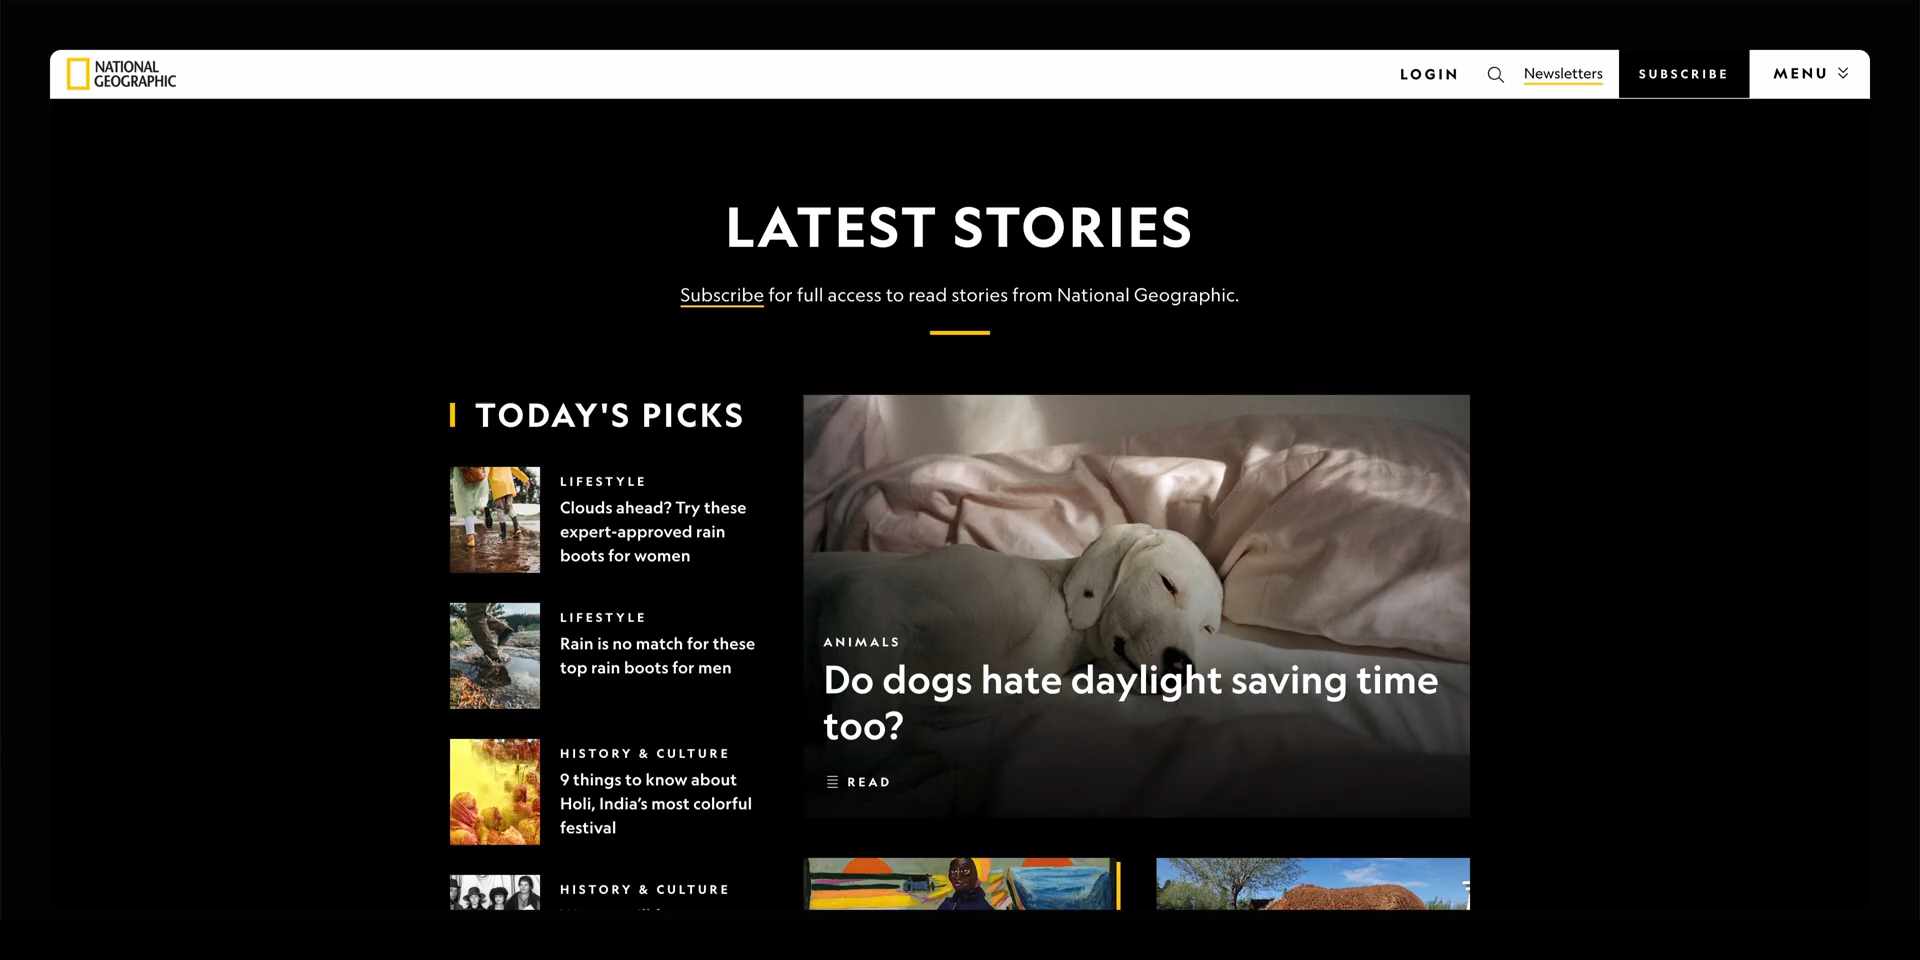 NATIONAL
GEOGRAPHIC
LOGIN
Newsletters
SUBSCRIBE
MENU
LATEST STORIES
Subscribe for full access to read stories from National Geographic.
TODAY'S PICKS
LIFESTYLE
Clouds ahead? Try these
expert-approved rain
boots for women
LIFESTYLE
Rain is no match for these
top rain boots for men
HISTORY & CULTURE
9 things to know about
Holi, India’s most colorful
festival
HISTORY & CULTURE
ANIMALS
Do dogs hate daylight saving time
too?
READ